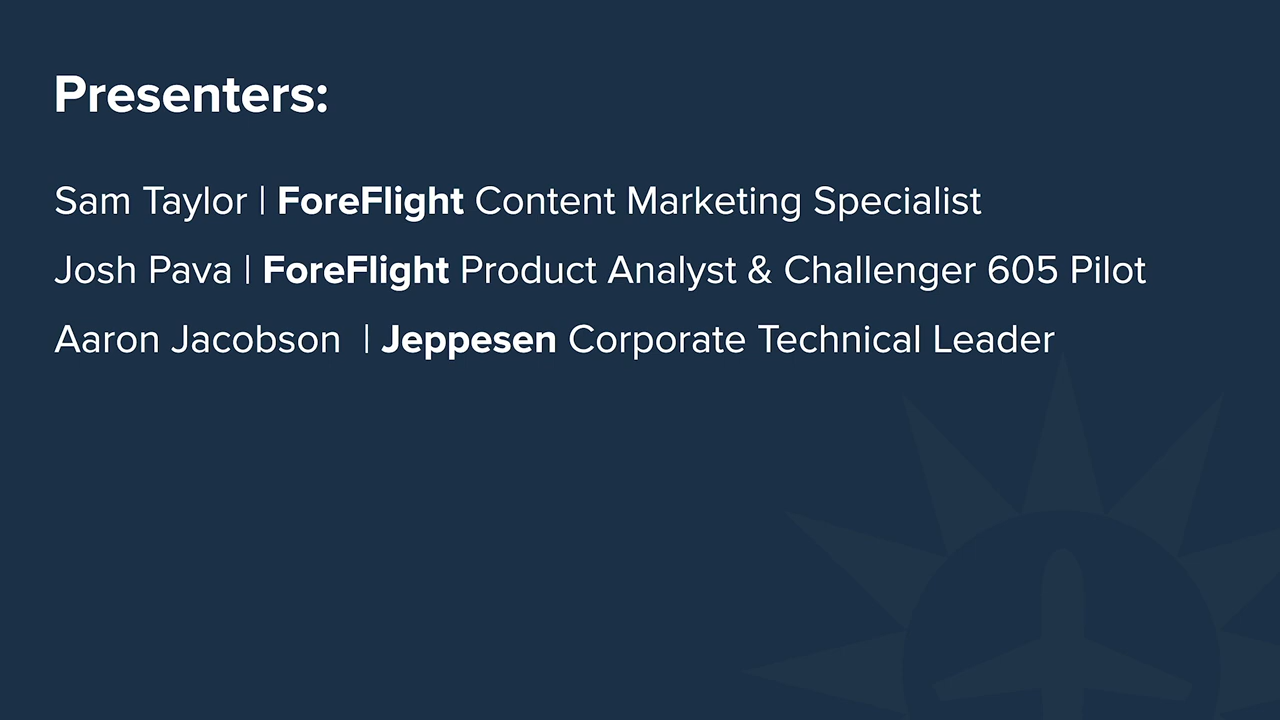 Presenters:
Sam Taylor | ForeFlight Content Marketing Specialist
Josh Pava | ForeFlight Product Analyst & Challenger 605 Pilot
Aaron Jacobson | Jeppesen Corporate Technical Leader